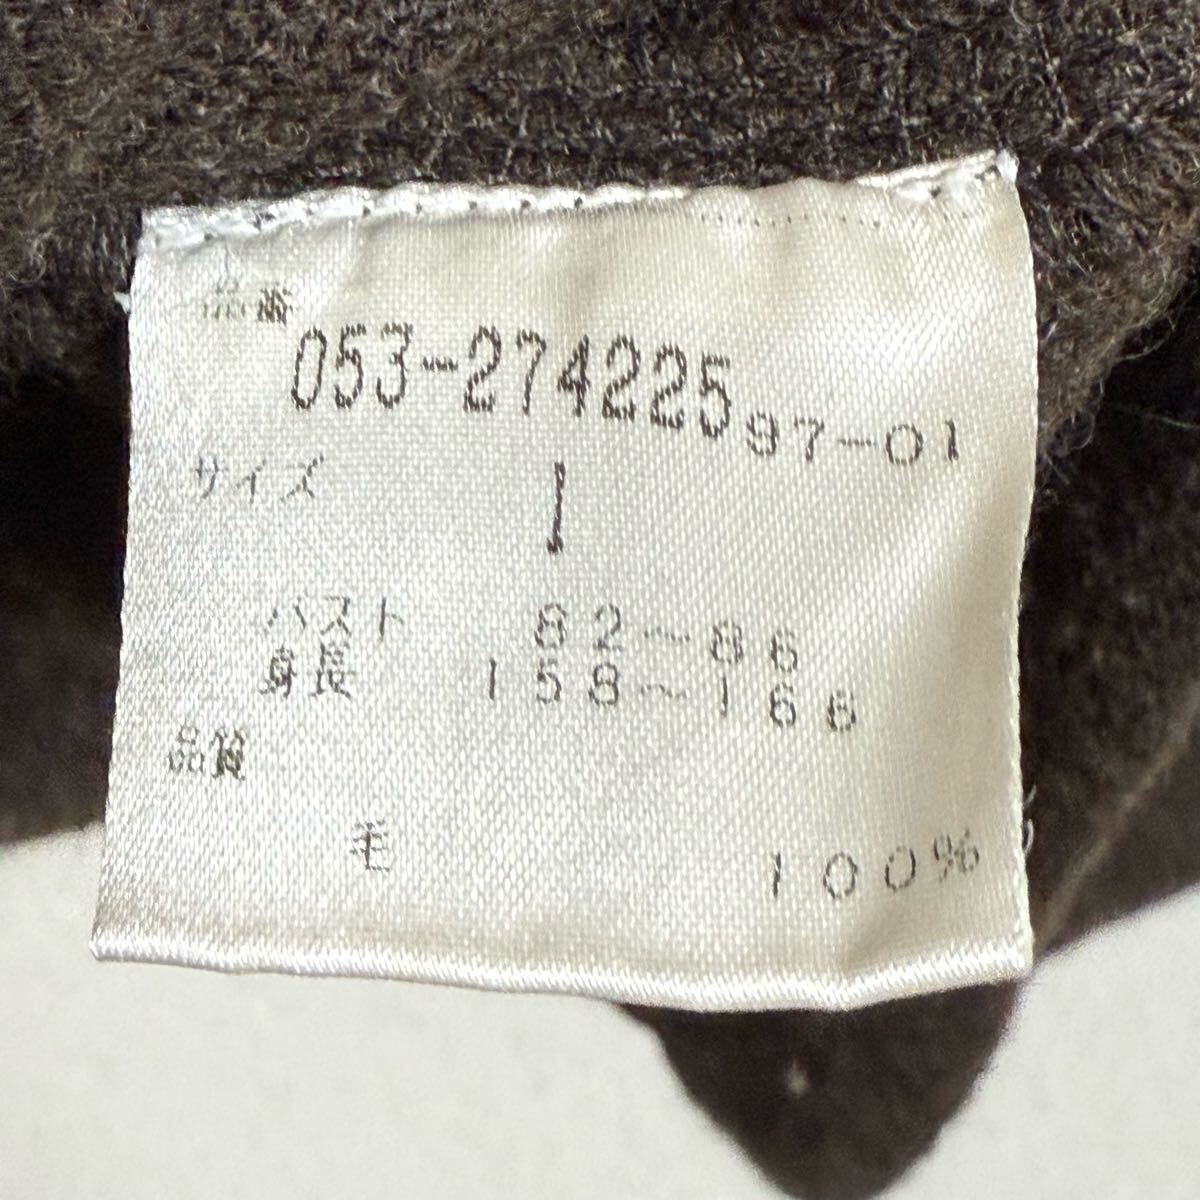 品番
053-274225 97-01
サイズ 1
バスト 82〜86
身長 158〜166
品質
毛 100%